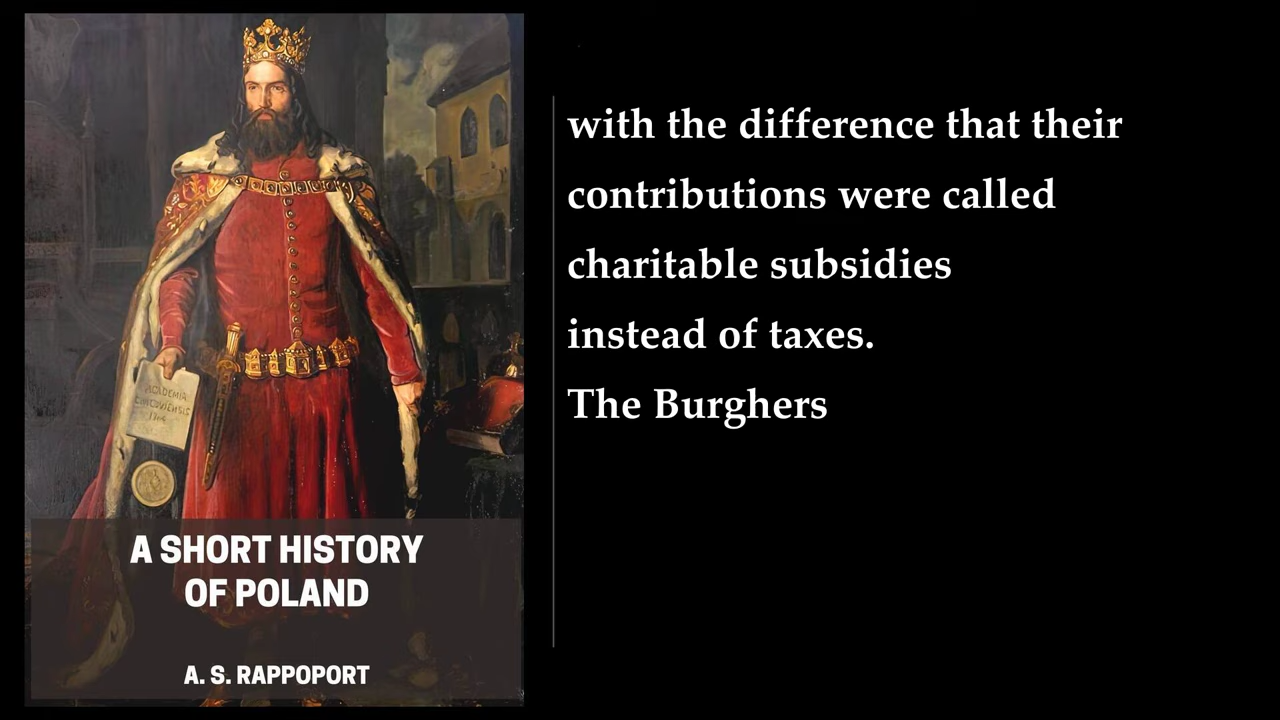 ACADEMIA
A SHORT HISTORY
OF POLAND
A. S. RAPPOPORT
with the difference that their
contributions were called
charitable subsidies
instead of taxes.
The Burghers